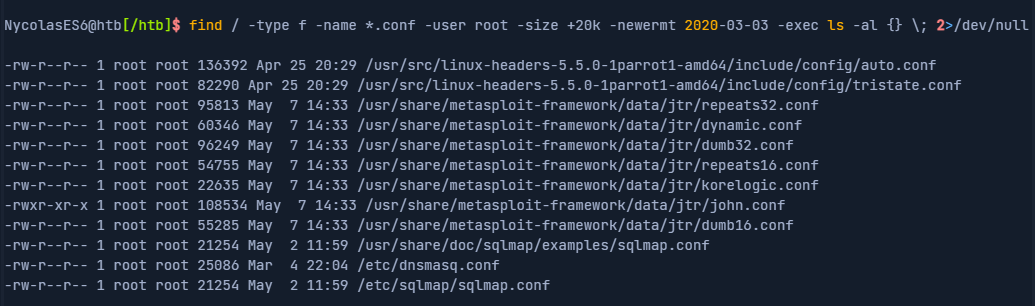 NycolasES6@htb[/htb]$ find / -type f -name *.conf -user root -size +20k -newermt 2020-03-03 -exec ls -al {} \; 2>/dev/null
-rw-r--r-- 1 root root 136392 Apr 25 20:29 /usr/src/linux-headers-5.5.0-1parrot1-amd64/include/config/auto.conf
-rw-r--r-- 1 root root 82290 Apr 25 20:29 /usr/src/linux-headers-5.5.0-1parrot1-amd64/include/config/tristate.conf
-rw-r--r-- 1 root root 95813 May  7 14:33 /usr/share/metasploit-framework/data/jtr/repeats32.conf
-rw-r--r-- 1 root root 60346 May  7 14:33 /usr/share/metasploit-framework/data/jtr/dynamic.conf
-rw-r--r-- 1 root root 96249 May  7 14:33 /usr/share/metasploit-framework/data/jtr/dumb32.conf
-rw-r--r-- 1 root root 54755 May  7 14:33 /usr/share/metasploit-framework/data/jtr/repeats16.conf
-rw-r--r-- 1 root root 22635 May  7 14:33 /usr/share/metasploit-framework/data/jtr/korelogic.conf
-rwxr-xr-x 1 root root 108534 May  7 14:33 /usr/share/metasploit-framework/data/jtr/john.conf
-rw-r--r-- 1 root root 55285 May  7 14:33 /usr/share/metasploit-framework/data/jtr/dumb16.conf
-rw-r--r-- 1 root root 21254 May  2 11:59 /usr/share/doc/sqlmap/examples/sqlmap.conf
-rw-r--r-- 1 root root 25086 Mar  4 22:04 /etc/dnsmasq.conf
-rw-r--r-- 1 root root 21254 May  2 11:59 /etc/sqlmap/sqlmap.conf